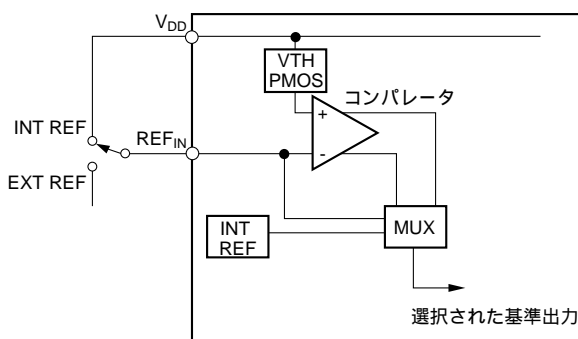 VDD
VTH
PMOS
コンパレータ
+
-
INT REF
REFIN
EXT REF
INT
REF
MUX
選択された基準出力